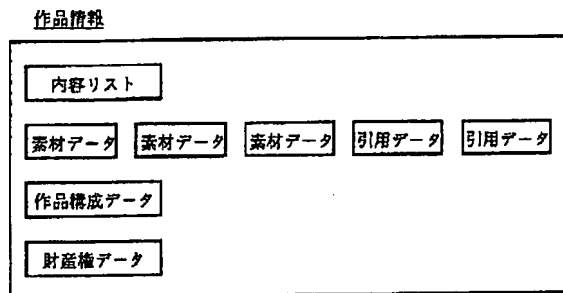 作品情報
内容リスト
素材データ 素材データ 素材データ 引用データ 引用データ
作品構成データ
財産権データ